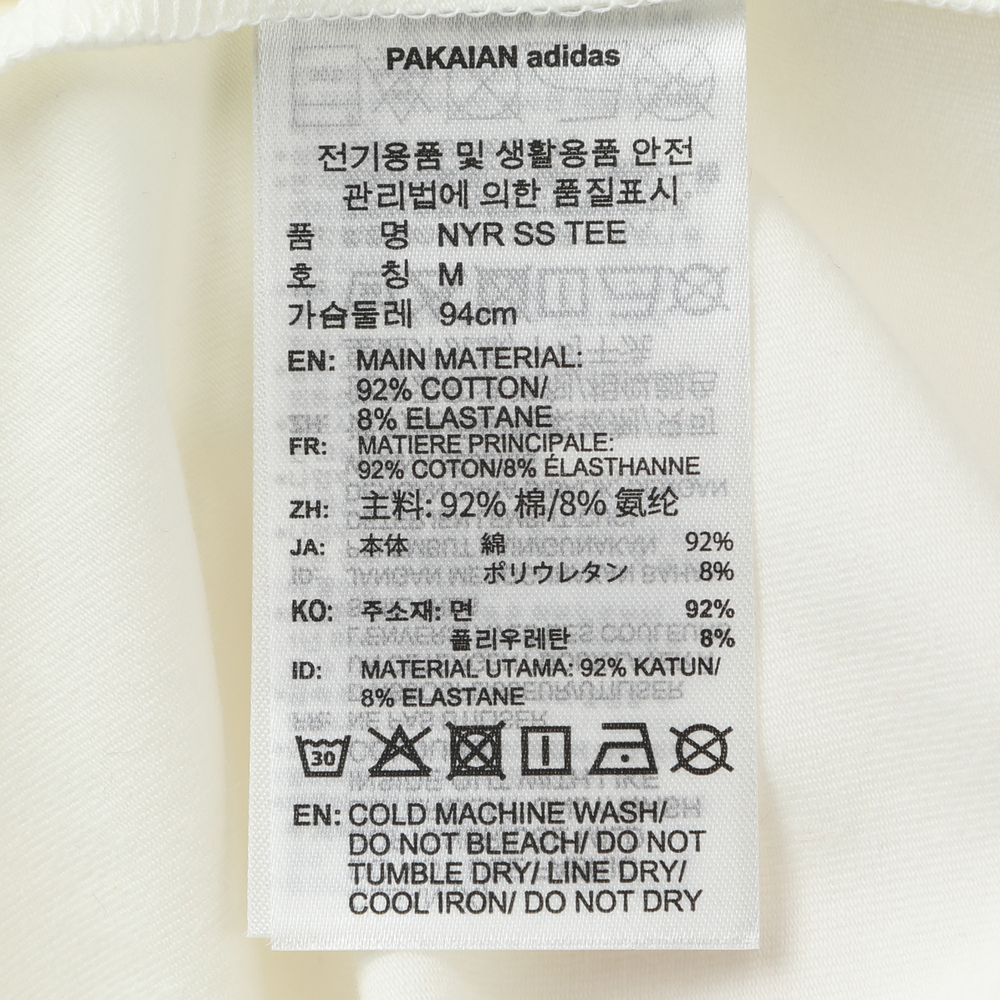 PAKAIAN adidas
전기용품 및 생활용품 안전
관리법에 의한 품질표시
품 명 NYR SS TEE
호 칭 M
가슴둘레 94cm
EN: MAIN MATERIAL:
92% COTTON/
8% ELASTANE
FR: MATIERE PRINCIPALE:
92% COTON/8% ÉLASTHANNE
ZH: 主料: 92% 棉/8% 氨纶
JA: 本体 綿 92%
ポリウレタン 8%
KO: 주소재: 면 92%
폴리우레탄 8%
ID: MATERIAL UTAMA: 92% KATUN/
8% ELASTANE
30
EN: COLD MACHINE WASH/
DO NOT BLEACH/ DO NOT
TUMBLE DRY/ LINE DRY/
COOL IRON/ DO NOT DRY